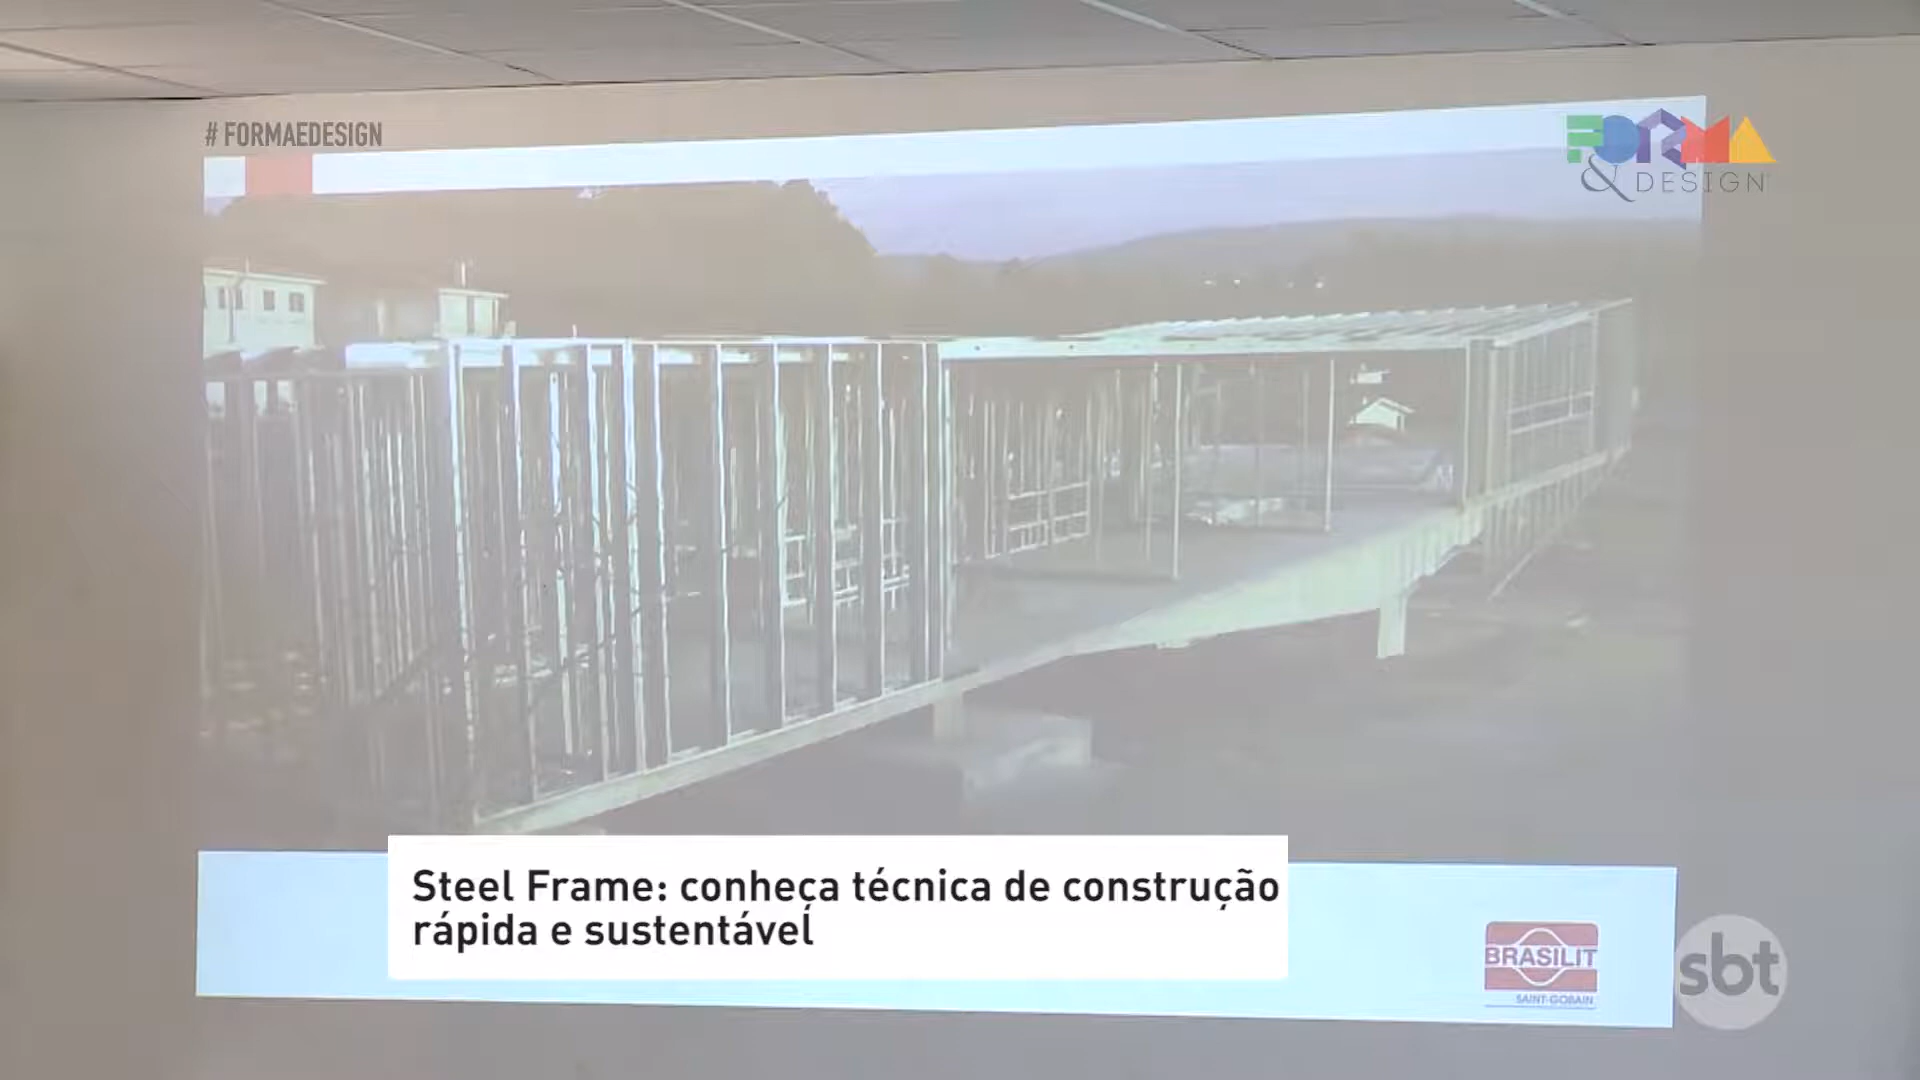 # FORMAEDESIGN
FORMA
& DESIGN
Steel Frame: conheça técnica de construção
rápida e sustentável
BRASILIT
SAINT-GOBAIN
sbt